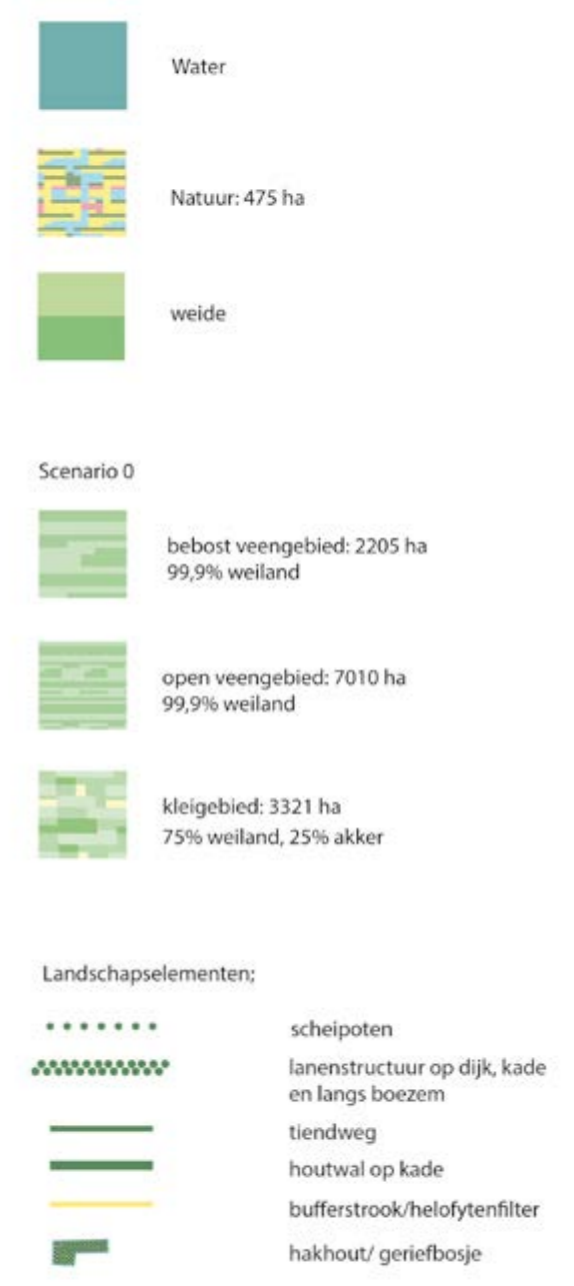 Water
Natuur: 475 ha
weide
Scenario 0
bebost veengebied: 2205 ha
99,9% weiland
open veengebied: 7010 ha
99,9% weiland
kleigebied: 3321 ha
75% weiland, 25% akker
Landschapselementen;
scheipoten
lanenstructuur op dijk, kade
en langs boezem
tiendweg
houtwal op kade
bufferstrook/helofytenfilter
hakhout/ geriefbosje